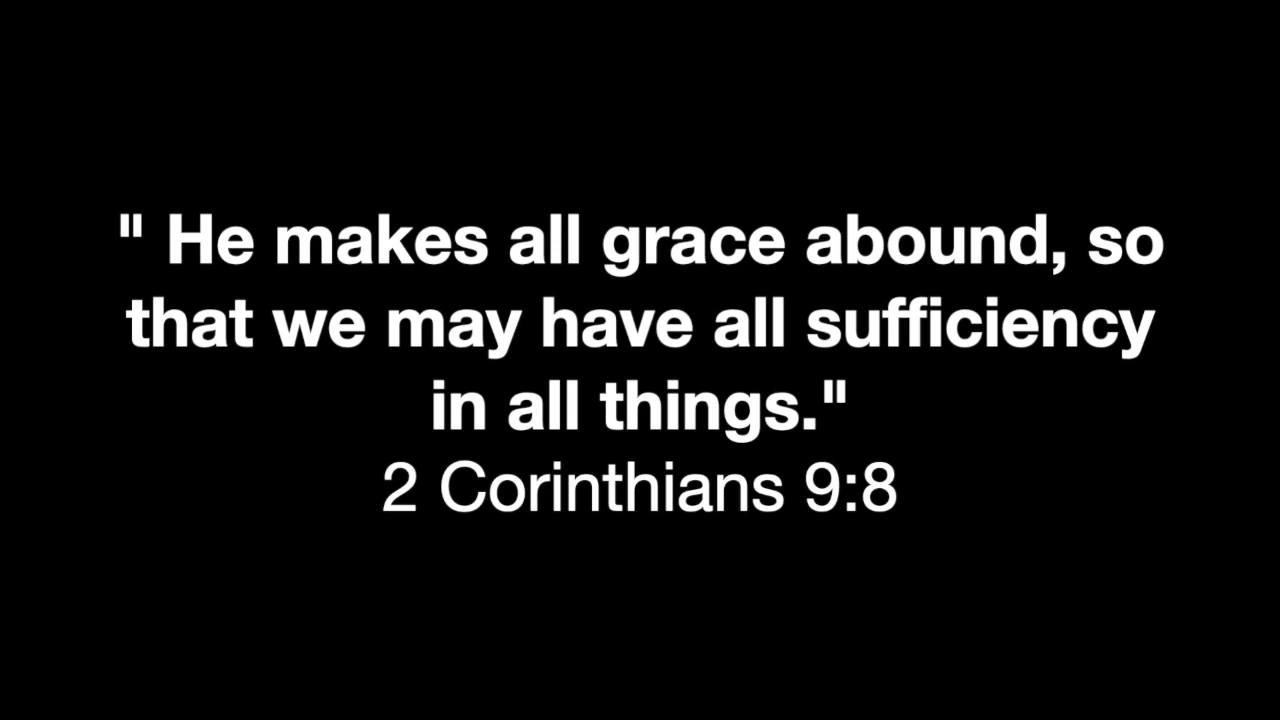 " He makes all grace abound, so
that we may have all sufficiency
in all things."
2 Corinthians 9:8